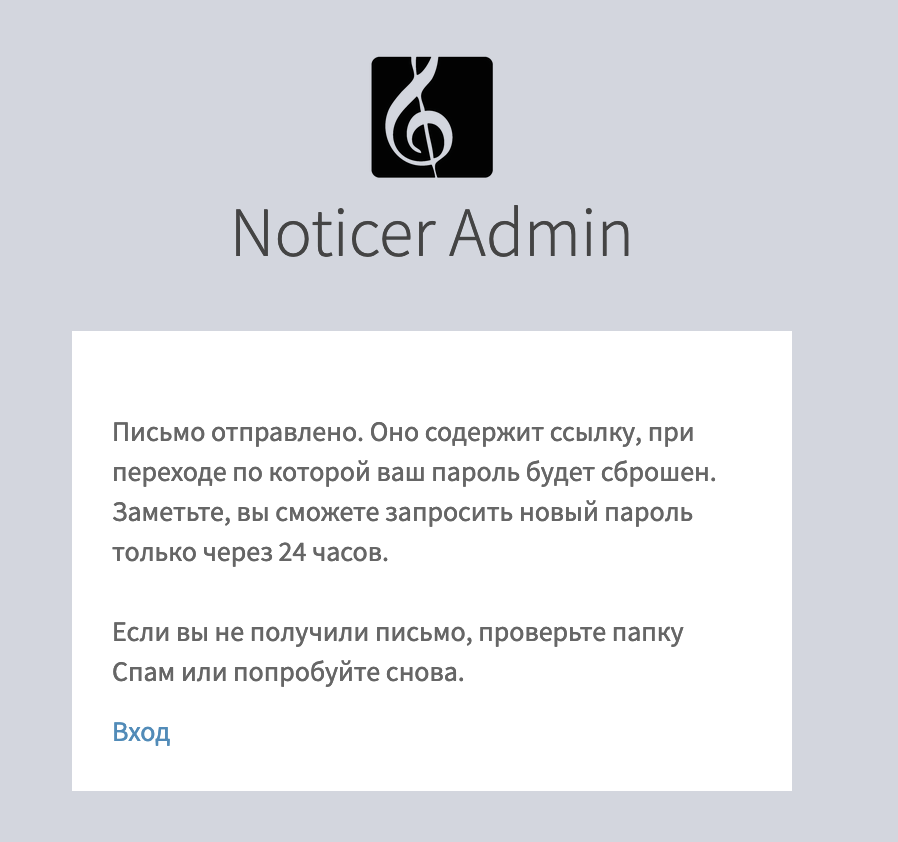 Noticer Admin
Письмо отправлено. Оно содержит ссылку, при
переходе по которой ваш пароль будет сброшен.
Заметьте, вы сможете запросить новый пароль
только через 24 часов.
Если вы не получили письмо, проверьте папку
Спам или попробуйте снова.
Вход